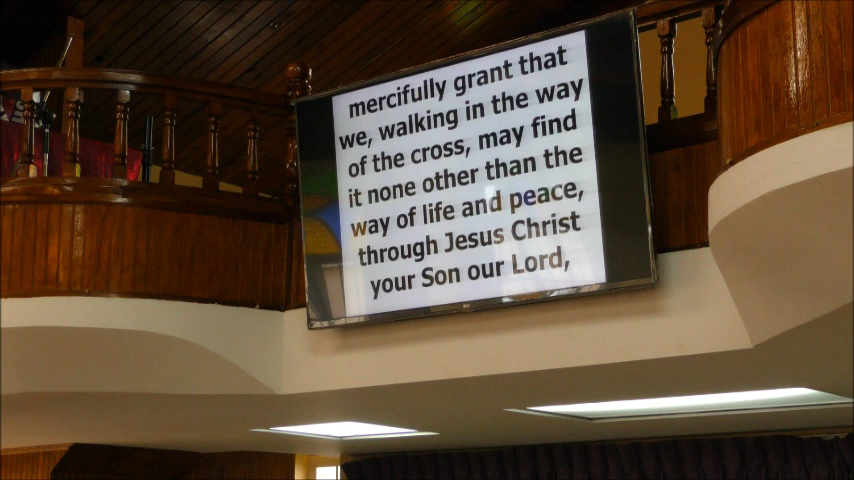 mercifully grant that
we, walking in the way
of the cross, may find
it none other than the
way of life and peace,
through Jesus Christ
your Son our Lord,